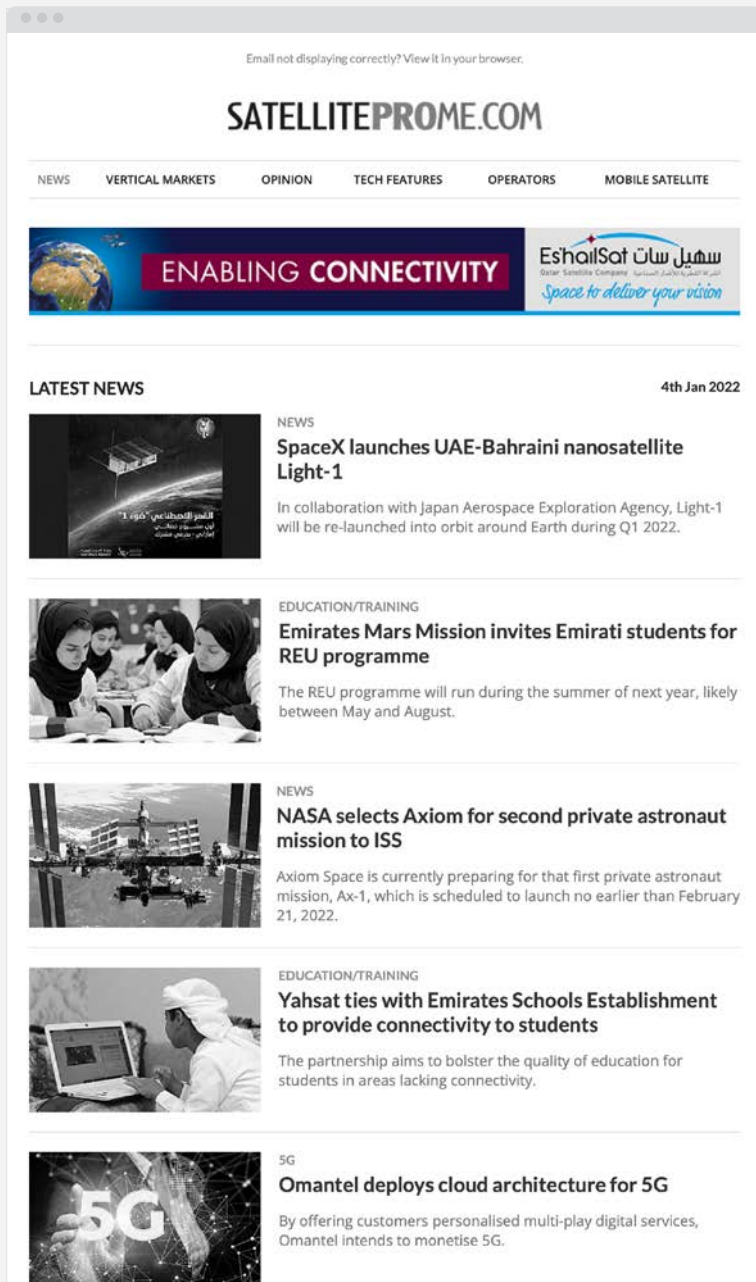 Email not displaying correctly? View it in your browser.
SATELLITEPROME.COM
NEWS VERTICAL MARKETS OPINION TECH FEATURES OPERATORS MOBILE SATELLITE
ENABLING CONNECTIVITY
Es'hailSat سهيل سات
Qatar Satellite Company
Space to deliver your vision
LATEST NEWS 4th Jan 2022
NEWS
SpaceX launches UAE-Bahraini nanosatellite
Light-1
In collaboration with Japan Aerospace Exploration Agency, Light-1
will be re-launched into orbit around Earth during Q1 2022.
القمر الاصطناعي "ضوء 1"
EDUCATION/TRAINING
Emirates Mars Mission invites Emirati students for
REU programme
The REU programme will run during the summer of next year, likely
between May and August.
NEWS
NASA selects Axiom for second private astronaut
mission to ISS
Axiom Space is currently preparing for that first private astronaut
mission, Ax-1, which is scheduled to launch no earlier than February
21, 2022.
EDUCATION/TRAINING
Yahsat ties with Emirates Schools Establishment
to provide connectivity to students
The partnership aims to bolster the quality of education for
students in areas lacking connectivity.
5G
5G
Omantel deploys cloud architecture for 5G
By offering customers personalised multi-play digital services,
Omantel intends to monetise 5G.